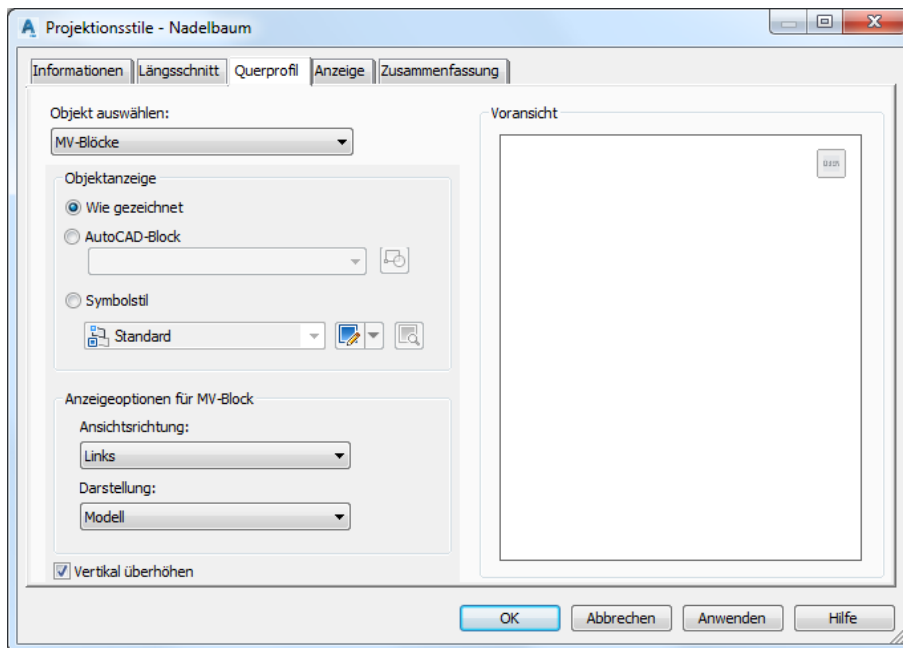 Projektionsstile - Nadelbaum
Informationen Längsschnitt Querprofil Anzeige Zusammenfassung
Objekt auswählen:
MV-Blöcke
Objektanzeige
Wie gezeichnet
AutoCAD-Block
Symbolstil
Standard
Anzeigeoptionen für MV-Block
Ansichtsrichtung:
Links
Darstellung:
Modell
Vertikal überhöhen
Voransicht
OK Abbrechen Anwenden Hilfe